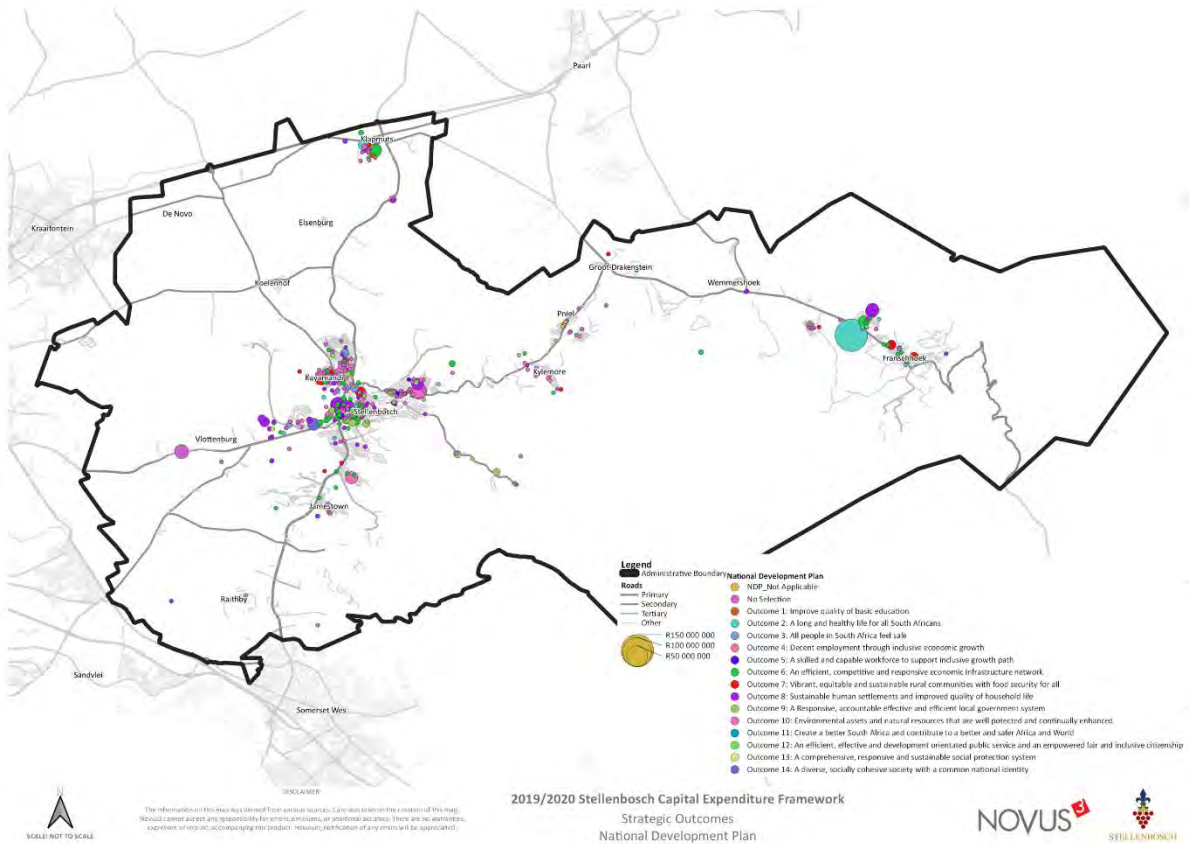 Paarl
Klapmuts
De Novo
Elsenburg
Kraaifontein
Groot-Drakenstein
Koelenhof
Wemmershoek
Pniel
Franschhoek
Kayamandi
Kylemore
Stellenbosch
Vlottenburg
Jamestown
Raithby
Sandvlei
Somerset Wes
Legend
Administrative Boundary
Roads
Primary
Secondary
Tertiary
Other
R150 000 000
R100 000 000
R50 000 000
National Development Plan
NDP_Not Applicable
No Selection
Outcome 1: Improve quality of basic education
Outcome 2: A long and healthy life for all South Africans
Outcome 3: All people in South Africa feel safe
Outcome 4: Decent employment through inclusive economic growth
Outcome 5: A skilled and capable workforce to support inclusive growth path
Outcome 6: An efficient, competitive and responsive economic infrastructure network
Outcome 7: Vibrant, equitable and sustainable rural communities with food security for all
Outcome 8: Sustainable human settlements and improved quality of household life
Outcome 9: A Responsive, accountable effective and efficient local government system
Outcome 10: Environmental assets and natural resources that are well potected and continually enhanced
Outcome 11: Create a better South Africa and contribute to a better and safer Africa and World
Outcome 12: An efficient, effective and development orientated public service and an empowered fair and inclusive citizenship
Outcome 13: A comprehensive, responsive and sustainable social protection system
Outcome 14: A diverse, socially cohesive society with a common national identity
N
SCALE: NOT TO SCALE
DISCLAIMER:
The information on this map was derived from various sources. Care was taken in the creation of this map.
Novus3 cannot accept any responsibility for errors, omissions, or positional accuracy. There are no warranties,
expressed or implied, accompanying this product. However, notification of any errors will be appreciated.
2019/2020 Stellenbosch Capital Expenditure Framework
Strategic Outcomes
National Development Plan
NOVUS3
STELLENBOSCH